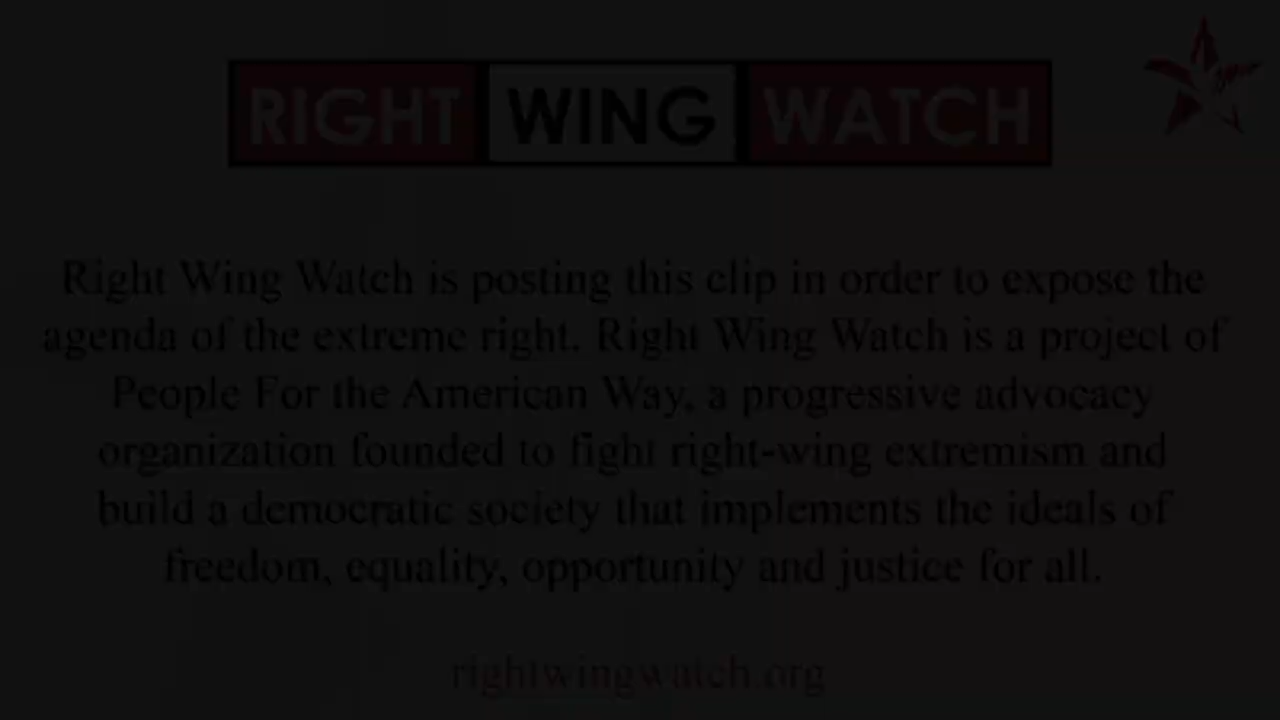 RIGHT WING WATCH
Right Wing Watch is posting this clip in order to expose the
agenda of the extreme right. Right Wing Watch is a project of
People For the American Way, a progressive advocacy
organization founded to fight right-wing extremism and
build a democratic society that implements the ideals of
freedom, equality, opportunity and justice for all.
rightwingwatch.org